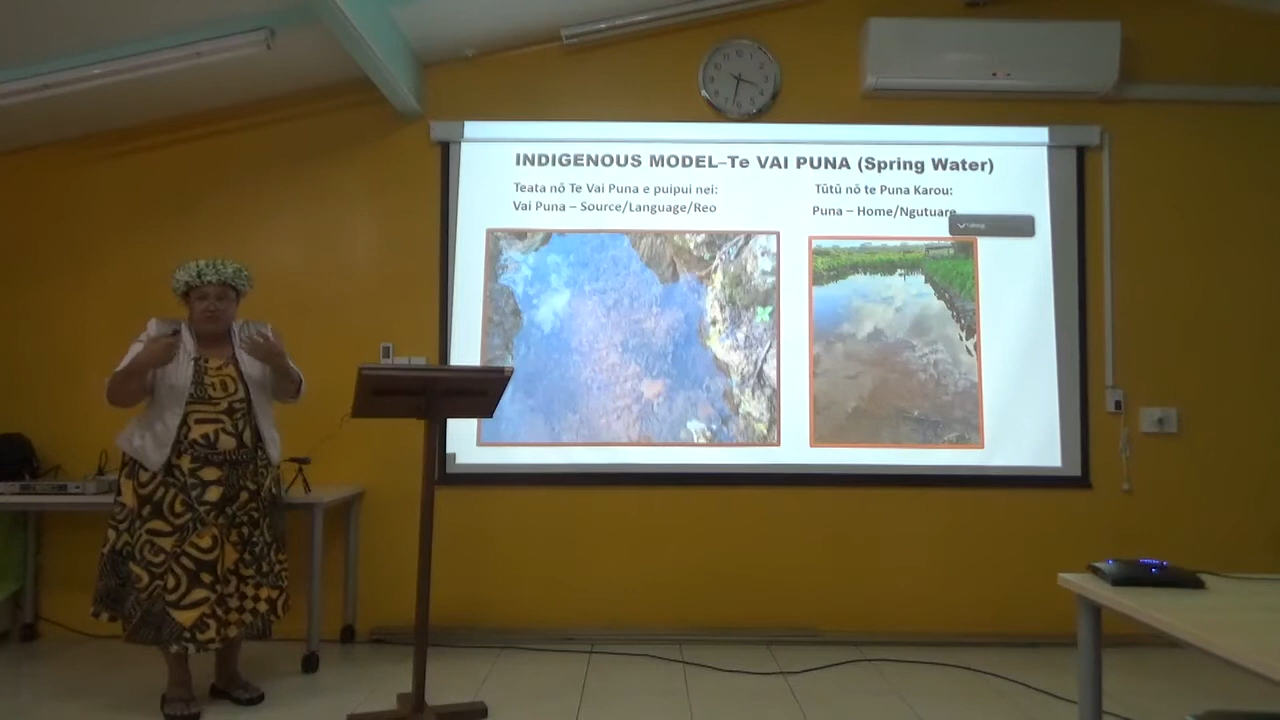 INDIGENOUS MODEL–Te VAI PUNA (Spring Water)
Teata nō Te Vai Puna e puipui nei:
Vai Puna – Source/Language/Reo
Tūtū nō te Puna Karou:
Puna – Home/Ngutuare